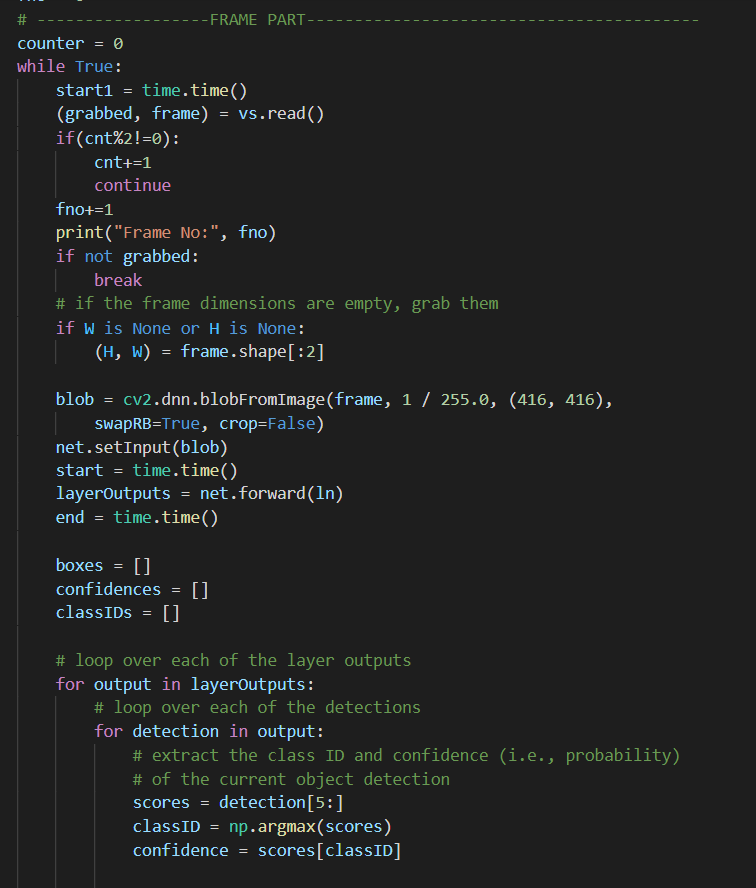 # ------------------FRAME PART-----------------------------------------
counter = 0
while True:
    start1 = time.time()
    (grabbed, frame) = vs.read()
    if(cnt%2!=0):
        cnt+=1
        continue
    fno+=1
    print("Frame No:", fno)
    if not grabbed:
        break
    # if the frame dimensions are empty, grab them
    if W is None or H is None:
        (H, W) = frame.shape[:2]

    blob = cv2.dnn.blobFromImage(frame, 1 / 255.0, (416, 416),
        swapRB=True, crop=False)
    net.setInput(blob)
    start = time.time()
    layerOutputs = net.forward(ln)
    end = time.time()

    boxes = []
    confidences = []
    classIDs = []

    # loop over each of the layer outputs
    for output in layerOutputs:
        # loop over each of the detections
        for detection in output:
            # extract the class ID and confidence (i.e., probability)
            # of the current object detection
            scores = detection[5:]
            classID = np.argmax(scores)
            confidence = scores[classID]